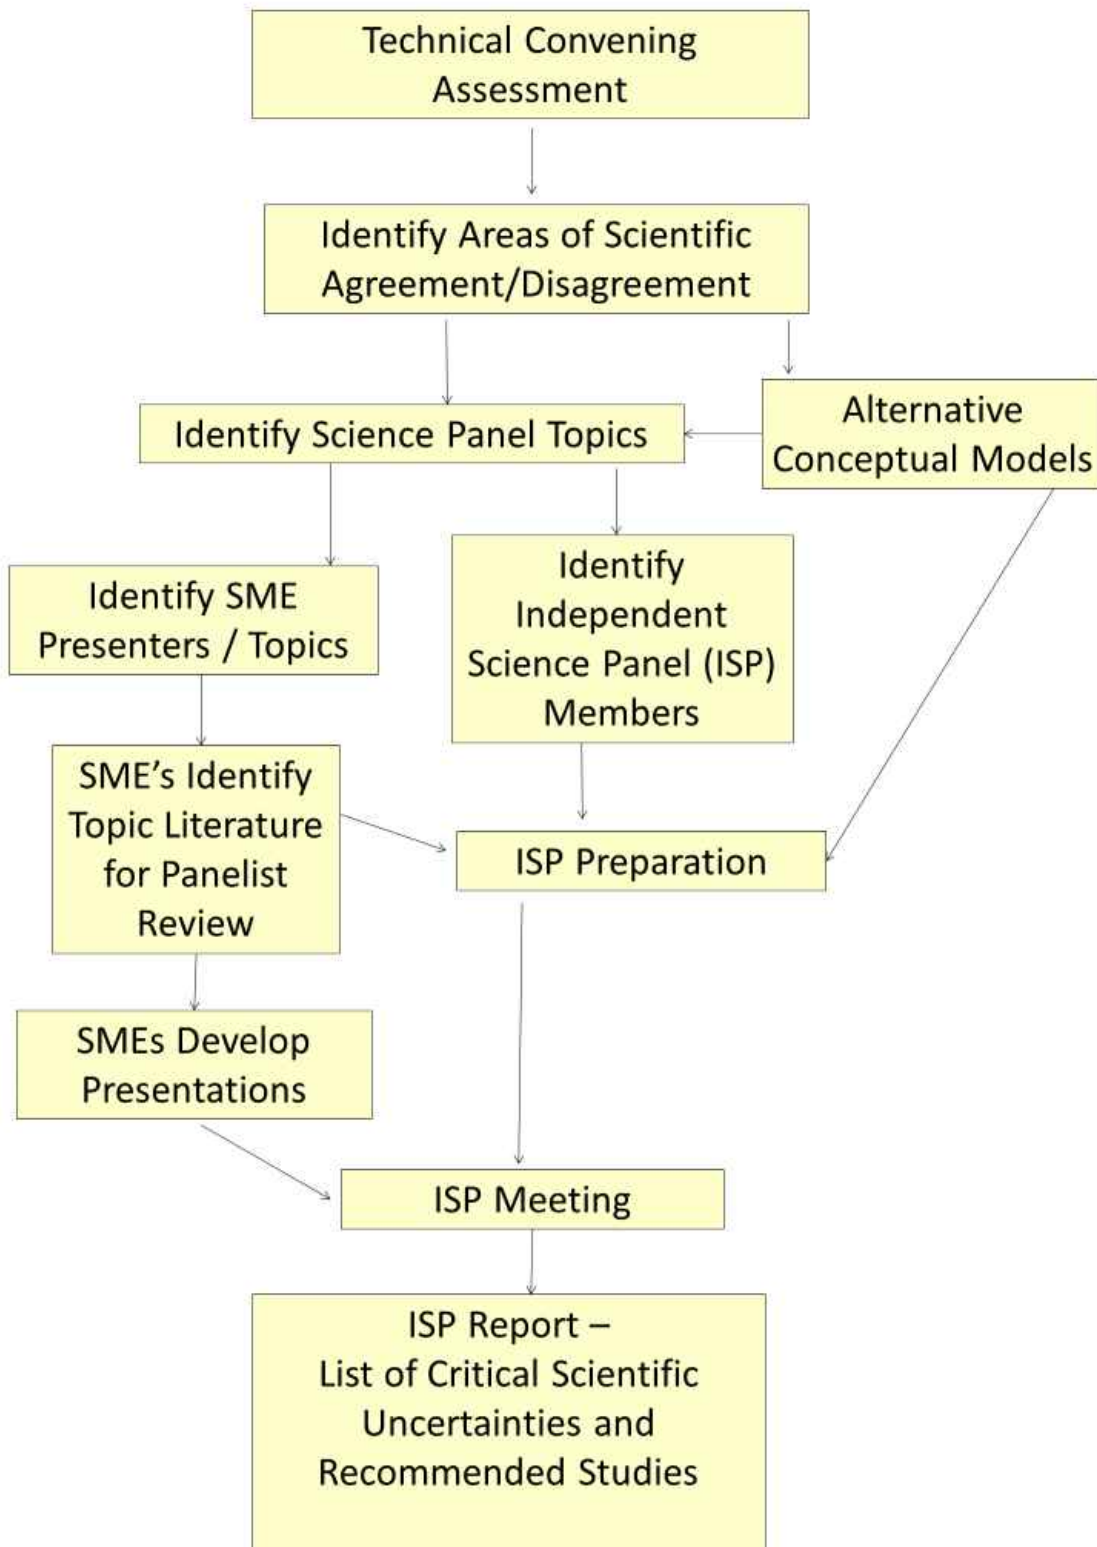 Technical Convening
Assessment
Identify Areas of Scientific
Agreement/Disagreement
Identify Science Panel Topics
Alternative
Conceptual Models
Identify SME
Presenters / Topics
Identify
Independent
Science Panel (ISP)
Members
SME’s Identify
Topic Literature
for Panelist
Review
ISP Preparation
SMEs Develop
Presentations
ISP Meeting
ISP Report –
List of Critical Scientific
Uncertainties and
Recommended Studies